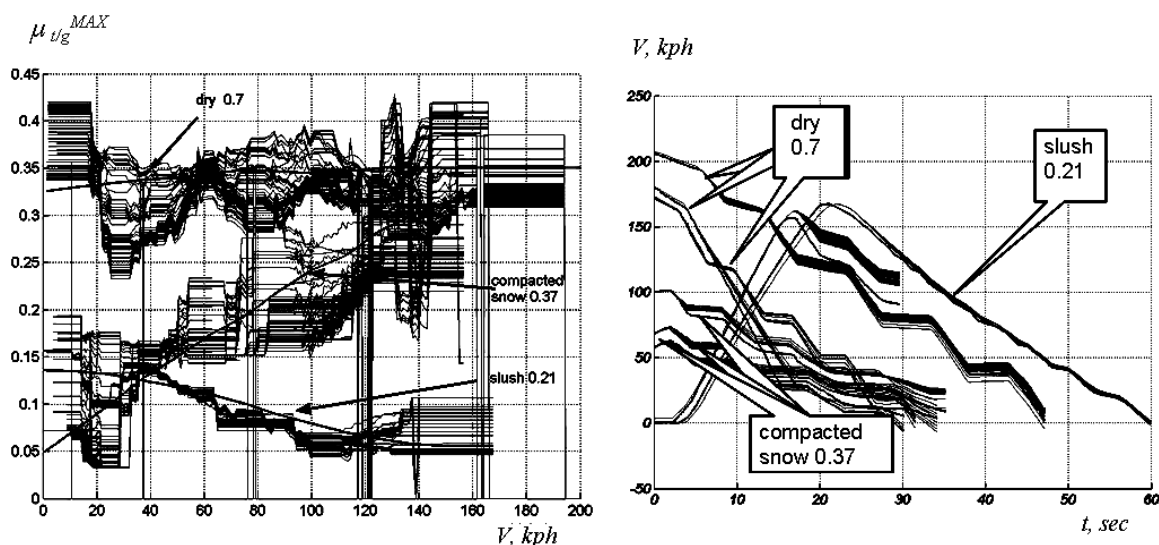 μ t/g MAX
0.45
0.4
0.35
0.3
0.25
0.2
0.15
0.1
0.05
0
dry 0.7
compacted
snow 0.37
slush 0.21
0 20 40 60 80 100 120 140 160 180 200
V, kph
V, kph
250
200
150
100
50
0
-50
dry
0.7
slush
0.21
compacted
snow 0.37
0 10 20 30 40 50 60
t, sec